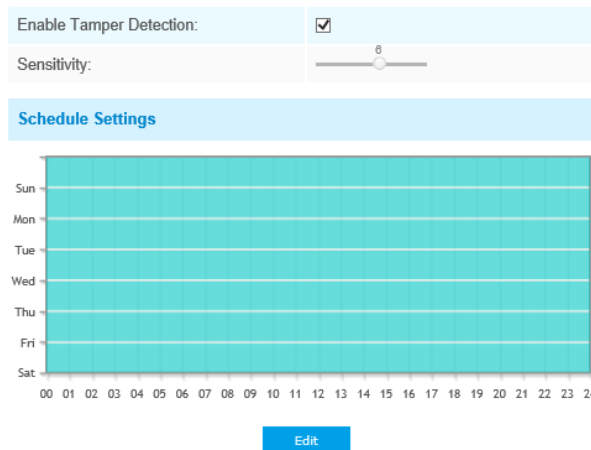 Enable Tamper Detection:
Sensitivity:
6
Schedule Settings
Sun
Mon
Tue
Wed
Thu
Fri
Sat
00 01 02 03 04 05 06 07 08 09 10 11 12 13 14 15 16 17 18 19 20 21 22 23
Edit